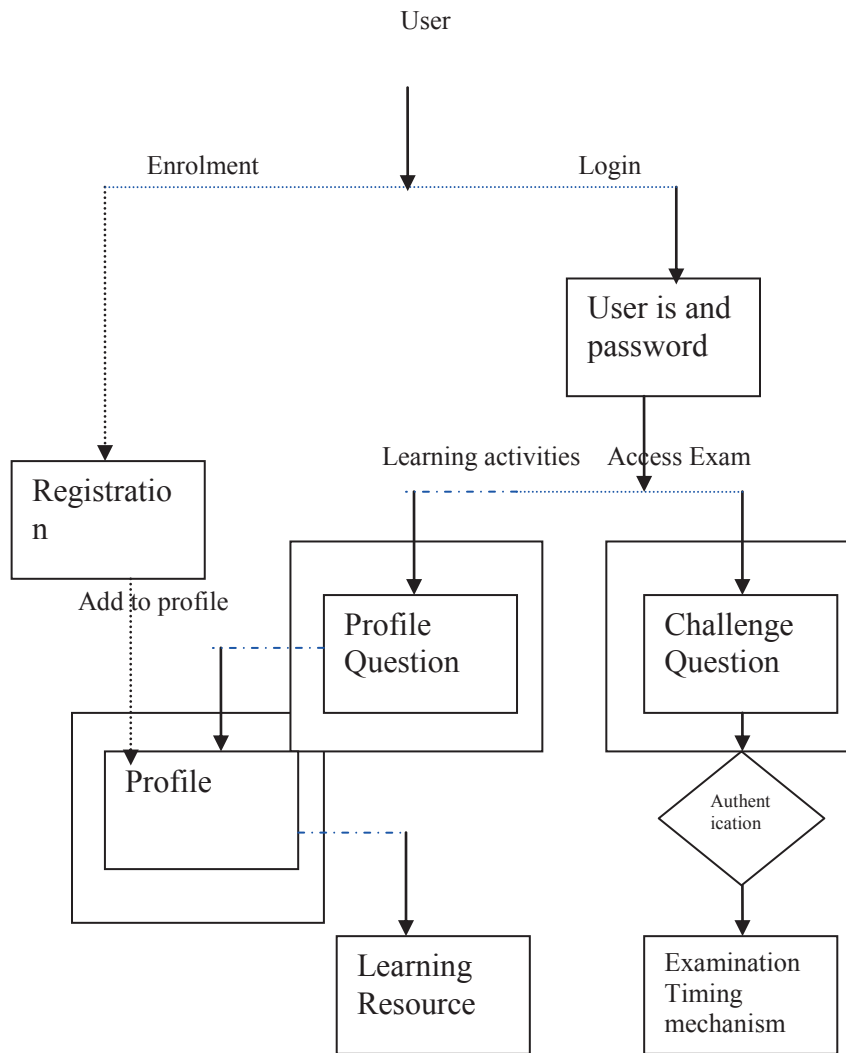 User
Enrolment
Login
User is and
password
Learning activities
Access Exam
Registratio
n
Add to profile
Profile
Question
Challenge
Question
Profile
Authent
ication
Learning
Resource
Examination
Timing
mechanism